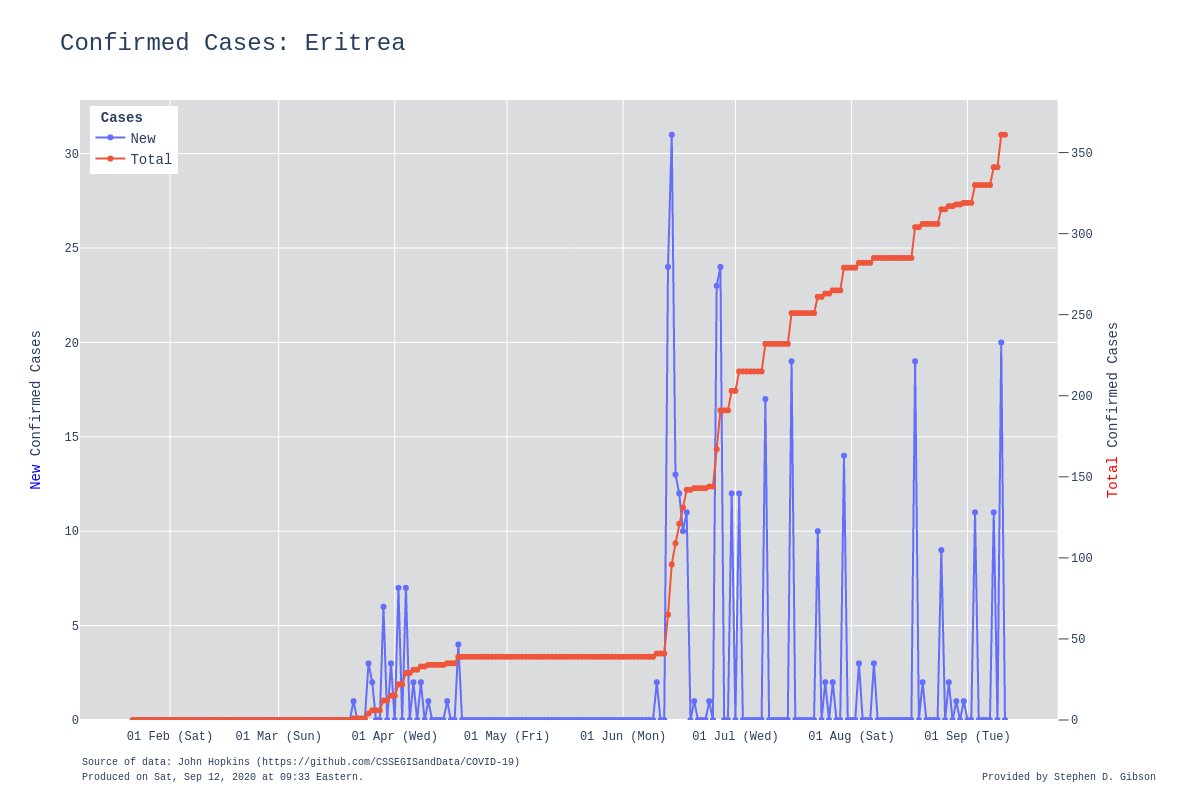 Confirmed Cases: Eritrea
Cases
New
Total
30
25
20
15
10
5
0
New Confirmed Cases
350
300
250
200
150
100
50
0
Total Confirmed Cases
01 Feb (Sat)
01 Mar (Sun)
01 Apr (Wed)
01 May (Fri)
01 Jun (Mon)
01 Jul (Wed)
01 Aug (Sat)
01 Sep (Tue)
Source of data: John Hopkins (https://github.com/CSSEGISandData/COVID-19)
Produced on Sat, Sep 12, 2020 at 09:33 Eastern.
Provided by Stephen D. Gibson